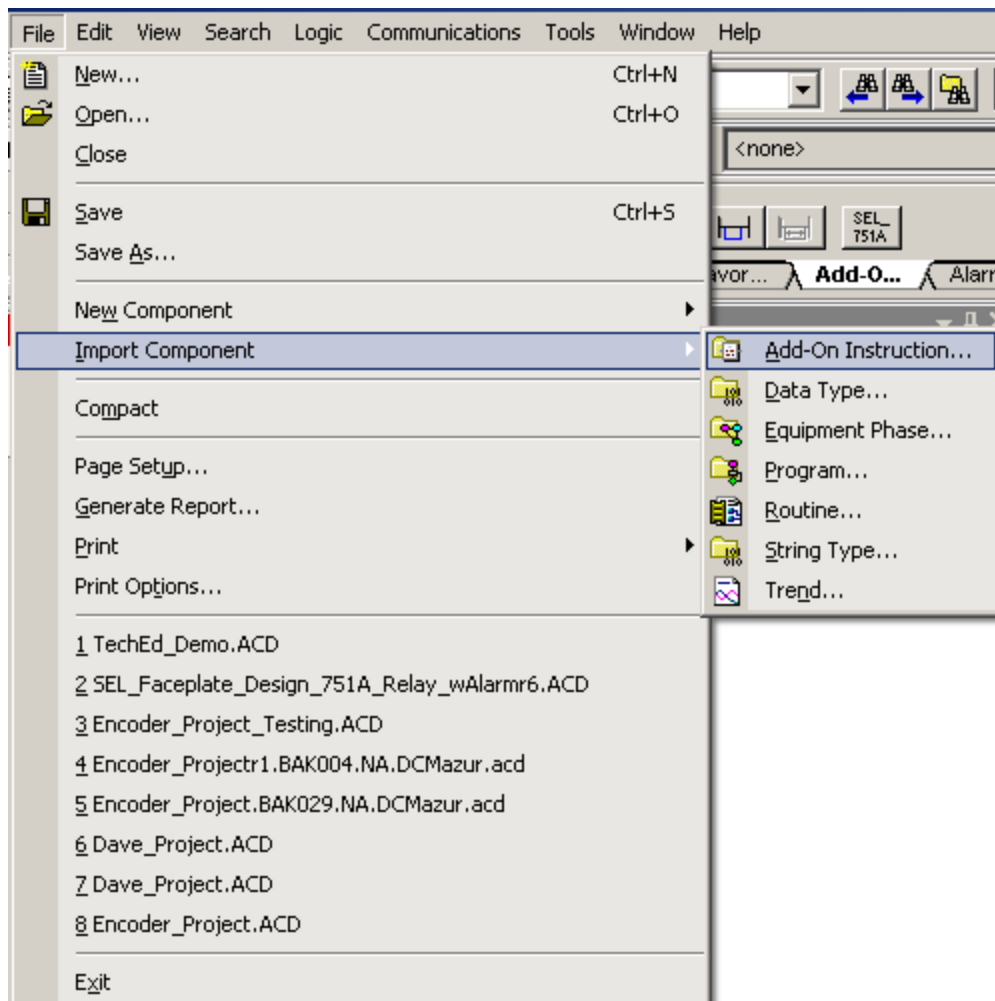 File Edit View Search Logic Communications Tools Window Help
New... Ctrl+N
Open... Ctrl+O
Close
<none>
Save Ctrl+S
Save As...
SEL_
751A
avor... Add-O... Alarr
New Component
Import Component
Add-On Instruction...
Data Type...
Equipment Phase...
Program...
Routine...
String Type...
Trend...
Compact
Page Setup...
Generate Report...
Print
Print Options...
1 TechEd_Demo.ACD
2 SEL_Faceplate_Design_751A_Relay_wAlarmr6.ACD
3 Encoder_Project_Testing.ACD
4 Encoder_Projectr1.BAK004.NA.DCMazur.acd
5 Encoder_Project.BAK029.NA.DCMazur.acd
6 Dave_Project.ACD
7 Dave_Project.ACD
8 Encoder_Project.ACD
Exit